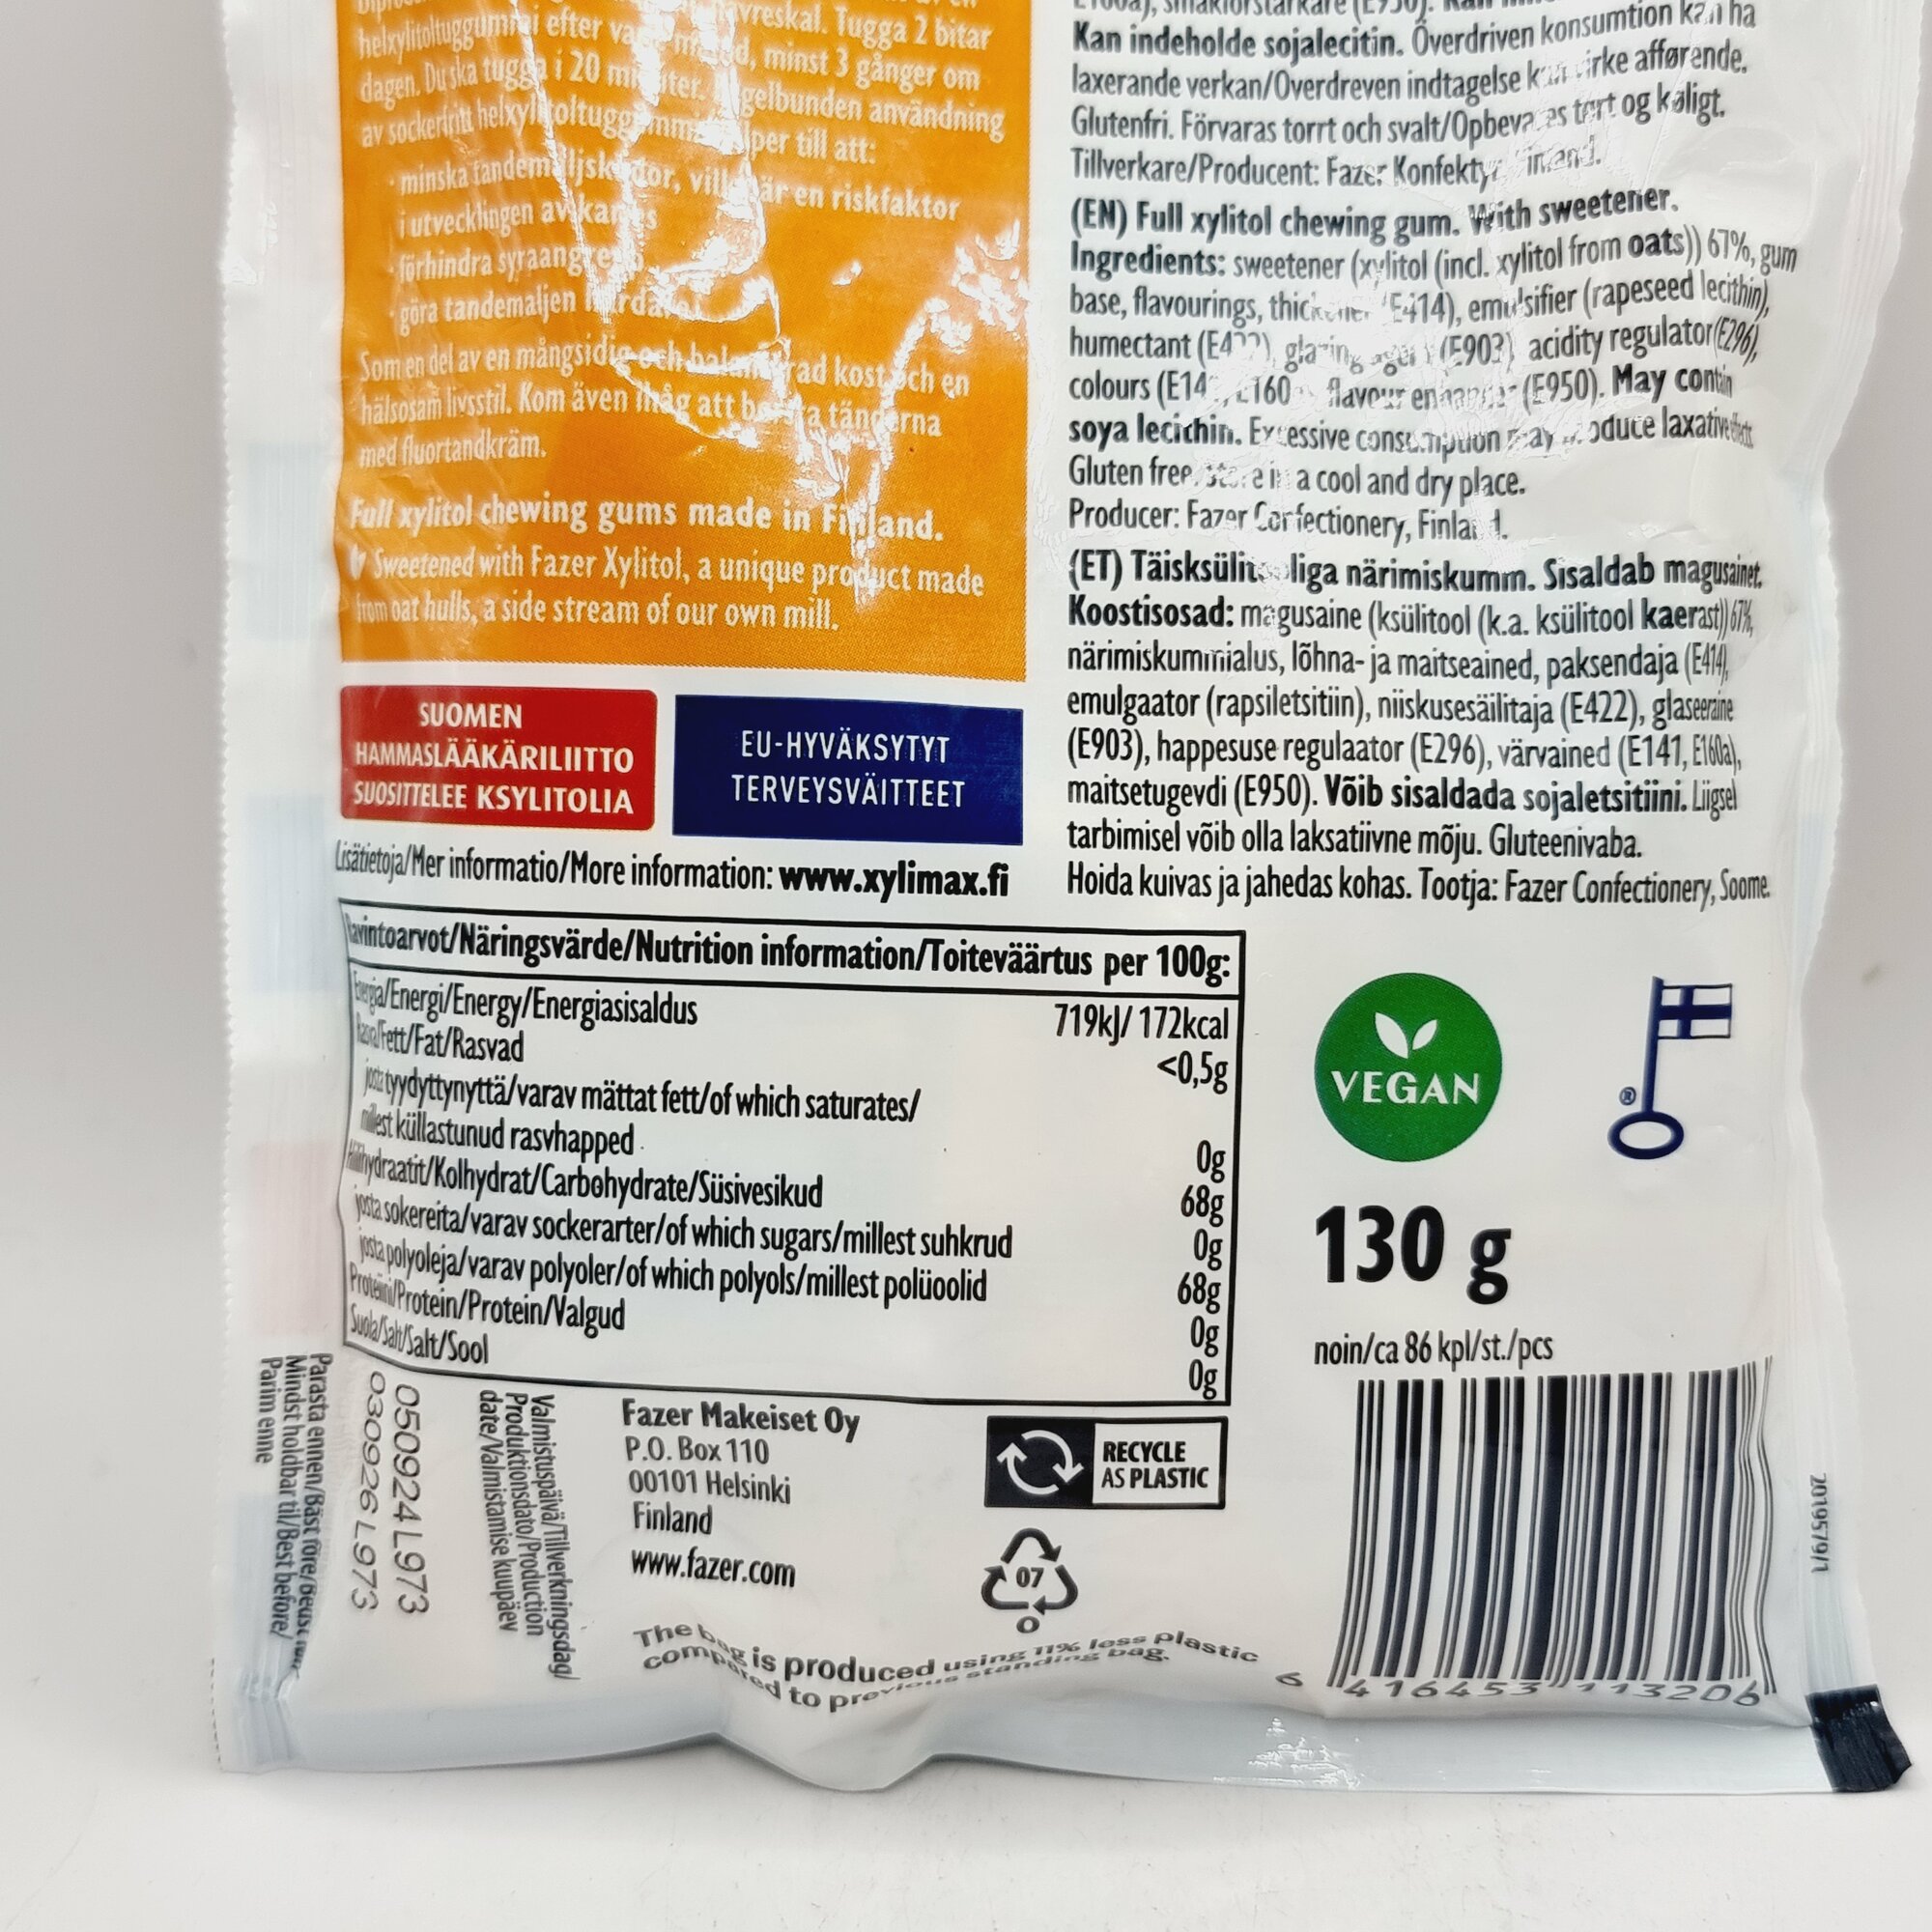 helxylitoltuggummi efter vavreskal. Tugga 2 bitar
dagen. Du ska tugga i 20 minuter. minst 3 gånger om
av sockerfritt helxylitoltuggummi gelbunden användning
till att:
· minska tandem dor, är en riskfaktor
i utvecklingen av karies
· förhindra syraangrepp
· göra tandemaljen
Som en del av en mångsidig och balanserad kost och en
hälsosam livsstil. Kom även ihåg att borsta tänderna
med fluortandkräm.
Full xylitol chewing gums made in Finland.
Sweetened with Fazer Xylitol, a unique product made
from oat hulls, a side stream of our own mill.
SUOMEN
HAMMASLÄÄKÄRILIITTO
SUOSITTELEE KSYLITOLIA
EU-HYVÄKSYTYT
TERVEYSVÄITTEET
Lisätietoja/Mer informatio/More information: www.xylimax.fi
Kan indeholde sojalecitin. Överdriven konsumtion kan ha
laxerande verkan/Overdreven indtagelse kan virke afførende.
Glutenfri. Förvaras torrt och svalt/Opbevares tørt og køligt.
Tillverkare/Producent: Fazer Konfektyr, Finland.
(EN) Full xylitol chewing gum. With sweetener.
Ingredients: sweetener (xylitol (incl. xylitol from oats)) 67%, gum
base, flavourings, thickener (E414), emulsifier (rapeseed lecithin),
humectant (E422), glazing agent (E903), acidity regulator (E296),
colours (E141, E160a), flavour enhancer (E950). May contain
soya lecithin. Excessive consumption may produce laxative effects.
Gluten free. Store in a cool and dry place.
Producer: Fazer Confectionery, Finland.
(ET) Täisksülitooliga närimiskumm. Sisaldab magusainet.
Koostisosad: magusaine (ksülitool (k.a. ksülitool kaerast)) 67%,
närimiskummialus, lõhna- ja maitseained, paksendaja (E414),
emulgaator (rapsiletsitiin), niiskusesäilitaja (E422), glaseeraine
(E903), happesuse regulaator (E296), värvained (E141, E160a),
maitsetugevdi (E950). Võib sisaldada sojaletsitiini. Liigsel
tarbimisel võib olla laksatiivne mõju. Gluteenivaba.
Hoida kuivas ja jahedas kohas. Tootja: Fazer Confectionery, Soome.
Ravintoarvot/Näringsvärde/Nutrition information/Toiteväärtus per 100g:
Energia/Energi/Energy/Energiasisaldus 719kJ/ 172kcal
Rasva/Fett/Fat/Rasvad <0,5g
josta tyydyttynyttä/varav mättat fett/of which saturates/
millest küllastunud rasvhapped 0g
Hiilihydraatit/Kolhydrat/Carbohydrate/Süsivesikud 68g
josta sokereita/varav sockerarter/of which sugars/millest suhkrud 0g
josta polyoleja/varav polyoler/of which polyols/millest polüoolid 68g
Proteiini/Protein/Protein/Valgud 0g
Suola/Salt/Salt/Sool 0g
VEGAN
®
130 g
noin/ca 86 kpl/st./pcs
Parasta ennen/Bäst före/
Mindst holdbar til/Best before/
Parim enne
050924L973
030926L973
Valmistuspäivä/Tillverkningsdag/
Produktionsdato/Production
date/Valmistamise kuupäev
Fazer Makeiset Oy
P.O. Box 110
00101 Helsinki
Finland
www.fazer.com
RECYCLE
AS PLASTIC
07
O
The bag is produced using 11% less plastic
compared to previous standing bag.
6 416453 113206
2019579/1